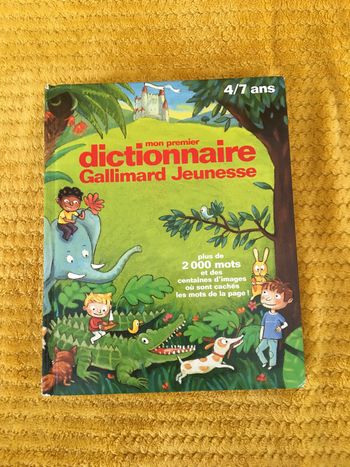 4/7 ans
mon premier
dictionnaire
Gallimard Jeunesse
plus de
2 000 mots
et des
centaines d'images
où sont cachés
les mots de la page !